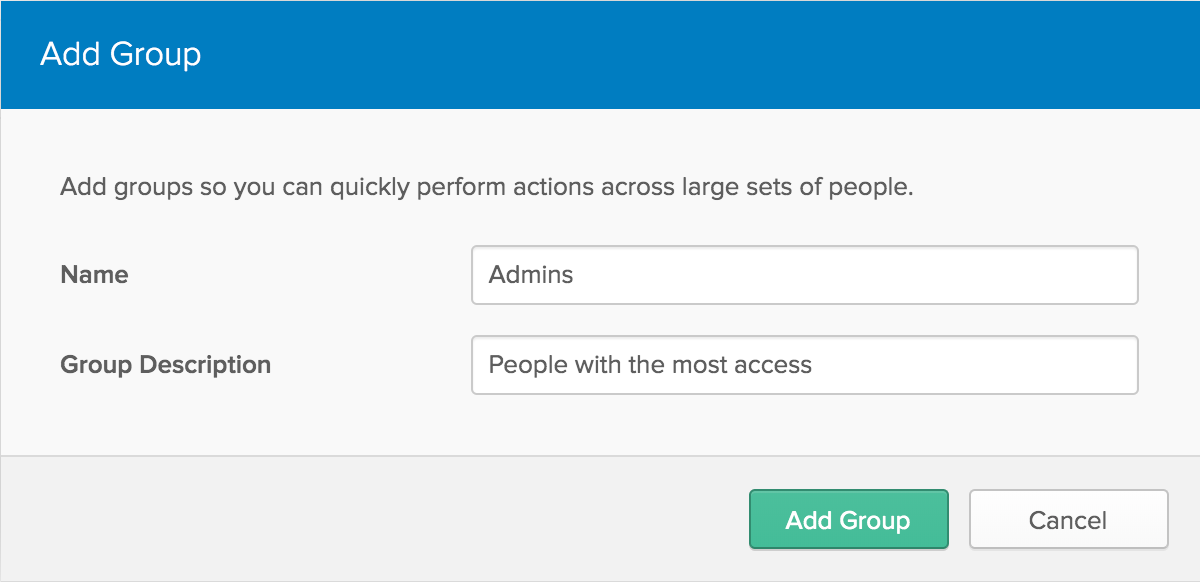 Add Group
Add groups so you can quickly perform actions across large sets of people.
Name
Admins
Group Description
People with the most access
Add Group
Cancel